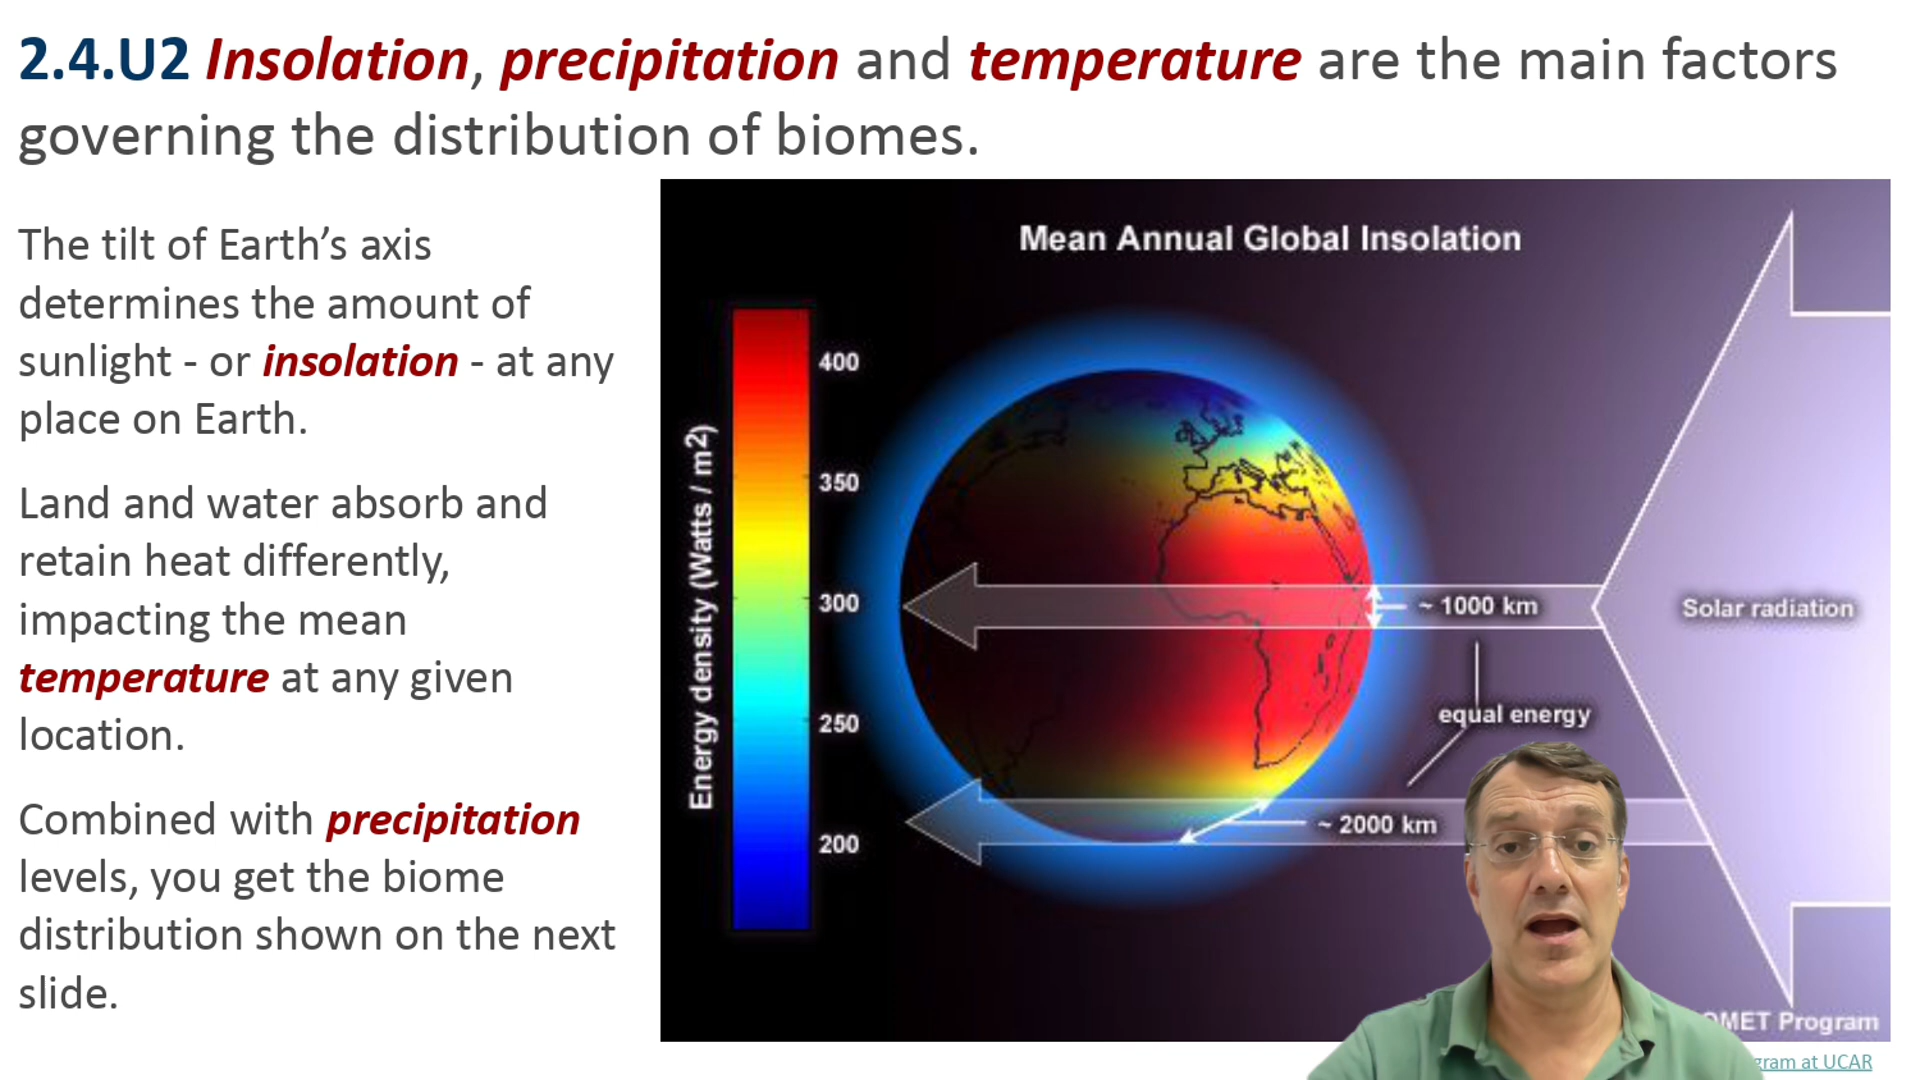 2.4.U2 Insolation, precipitation and temperature are the main factors
governing the distribution of biomes.
The tilt of Earth’s axis
determines the amount of
sunlight - or insolation - at any
place on Earth.
Land and water absorb and
retain heat differently,
impacting the mean
temperature at any given
location.
Combined with precipitation
levels, you get the biome
distribution shown on the next
slide.
Mean Annual Global Insolation
Energy density (Watts / m2)
400
350
300
250
200
~ 1000 km
Solar radiation
equal energy
~ 2000 km
Program
at UCAR